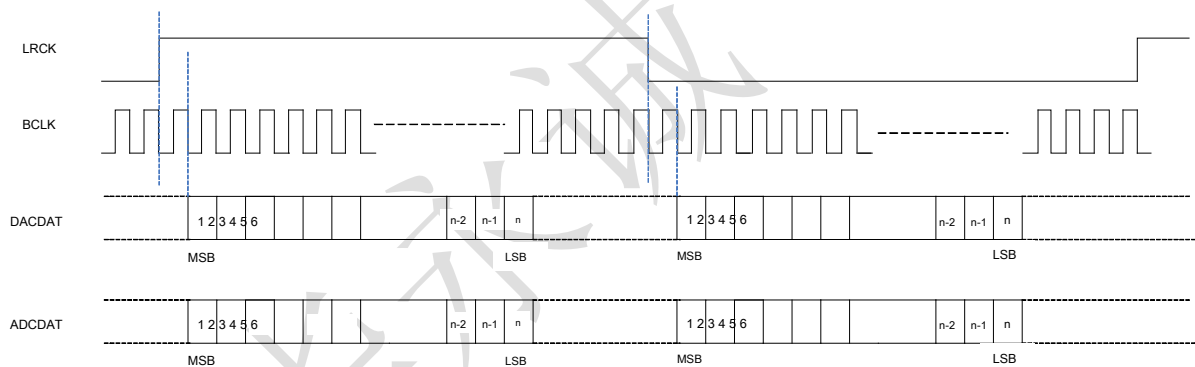 LRCK
BCLK
DACDAT
1 2 3 4 5 6 n-2 n-1 n 1 2 3 4 5 6 n-2 n-1 n
MSB LSB MSB LSB
ADCDAT
1 2 3 4 5 6 n-2 n-1 n 1 2 3 4 5 6 n-2 n-1 n
MSB LSB MSB LSB